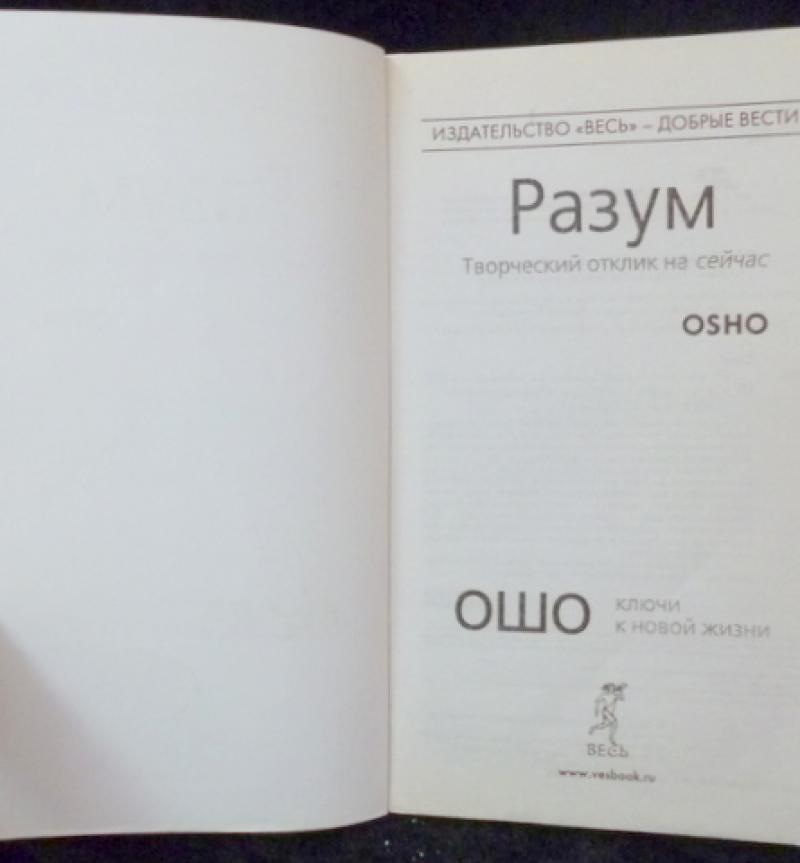 ИЗДАТЕЛЬСТВО «ВЕСЬ» – ДОБРЫЕ ВЕСТИ
Разум
Творческий отклик на сейчас
OSHO
ОШО
КЛЮЧИ
К НОВОЙ ЖИЗНИ
ВЕСЬ
www.vesbook.ru